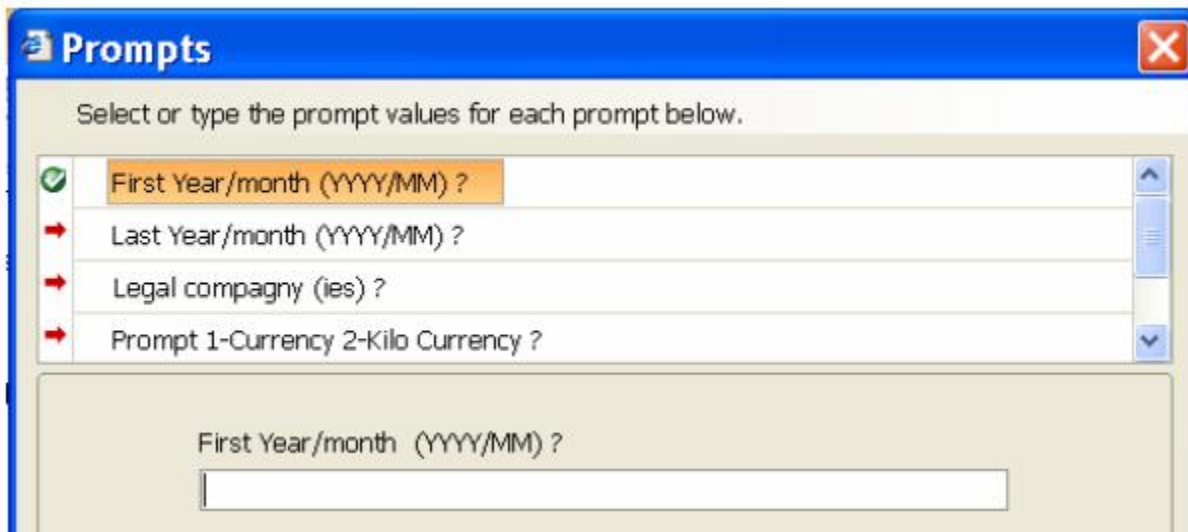 Prompts
Select or type the prompt values for each prompt below.
First Year/month (YYYY/MM) ?
Last Year/month (YYYY/MM) ?
Legal compagny (ies) ?
Prompt 1-Currency 2-Kilo Currency ?
First Year/month (YYYY/MM) ?